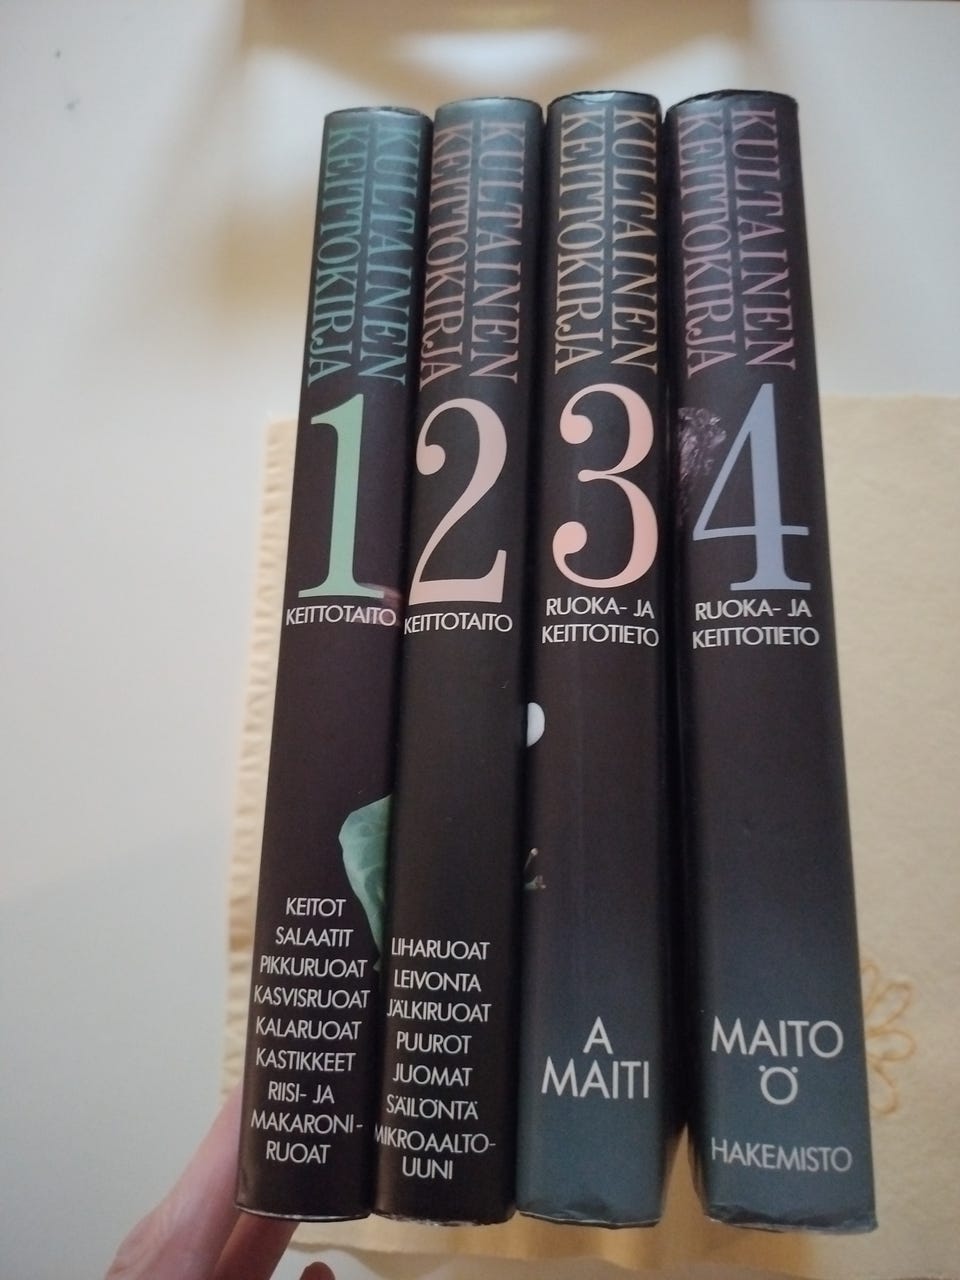 KULTAINEN
KEITTOKIRJA
1
KEITTOTAITO
KEITOT
SALAATIT
PIKKURUOAT
KASVISRUOAT
KALARUOAT
KASTIKKEET
RIISI- JA
MAKARONI-
RUOAT
KULTAINEN
KEITTOKIRJA
2
KEITTOTAITO
LIHARUOAT
LEIVONTA
JÄLKIRUOAT
PUUROT
JUOMAT
SÄILÖNTÄ
MIKROAALTO-
UUNI
KULTAINEN
KEITTOKIRJA
3
RUOKA- JA
KEITTOTIETO
A
MAITI
KULTAINEN
KEITTOKIRJA
4
RUOKA- JA
KEITTOTIETO
MAITO
Ö
HAKEMISTO